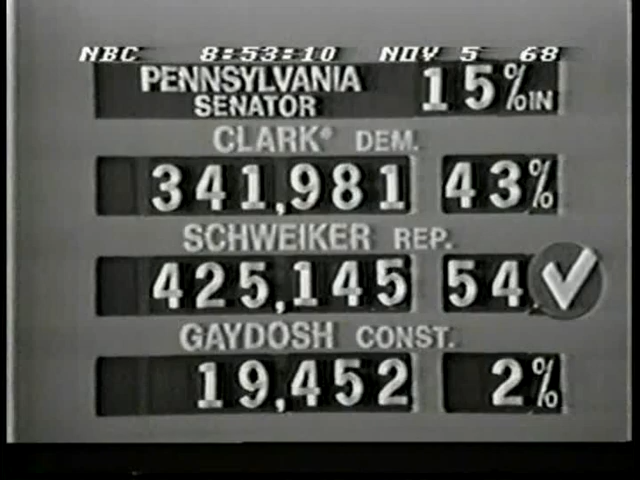 NBC 8:53:10 NOV 5 68
PENNSYLVANIA 15% IN
SENATOR
CLARK* DEM.
341,981 43%
SCHWEIKER REP.
425,145 54
GAYDOSH CONST.
19,452 2%